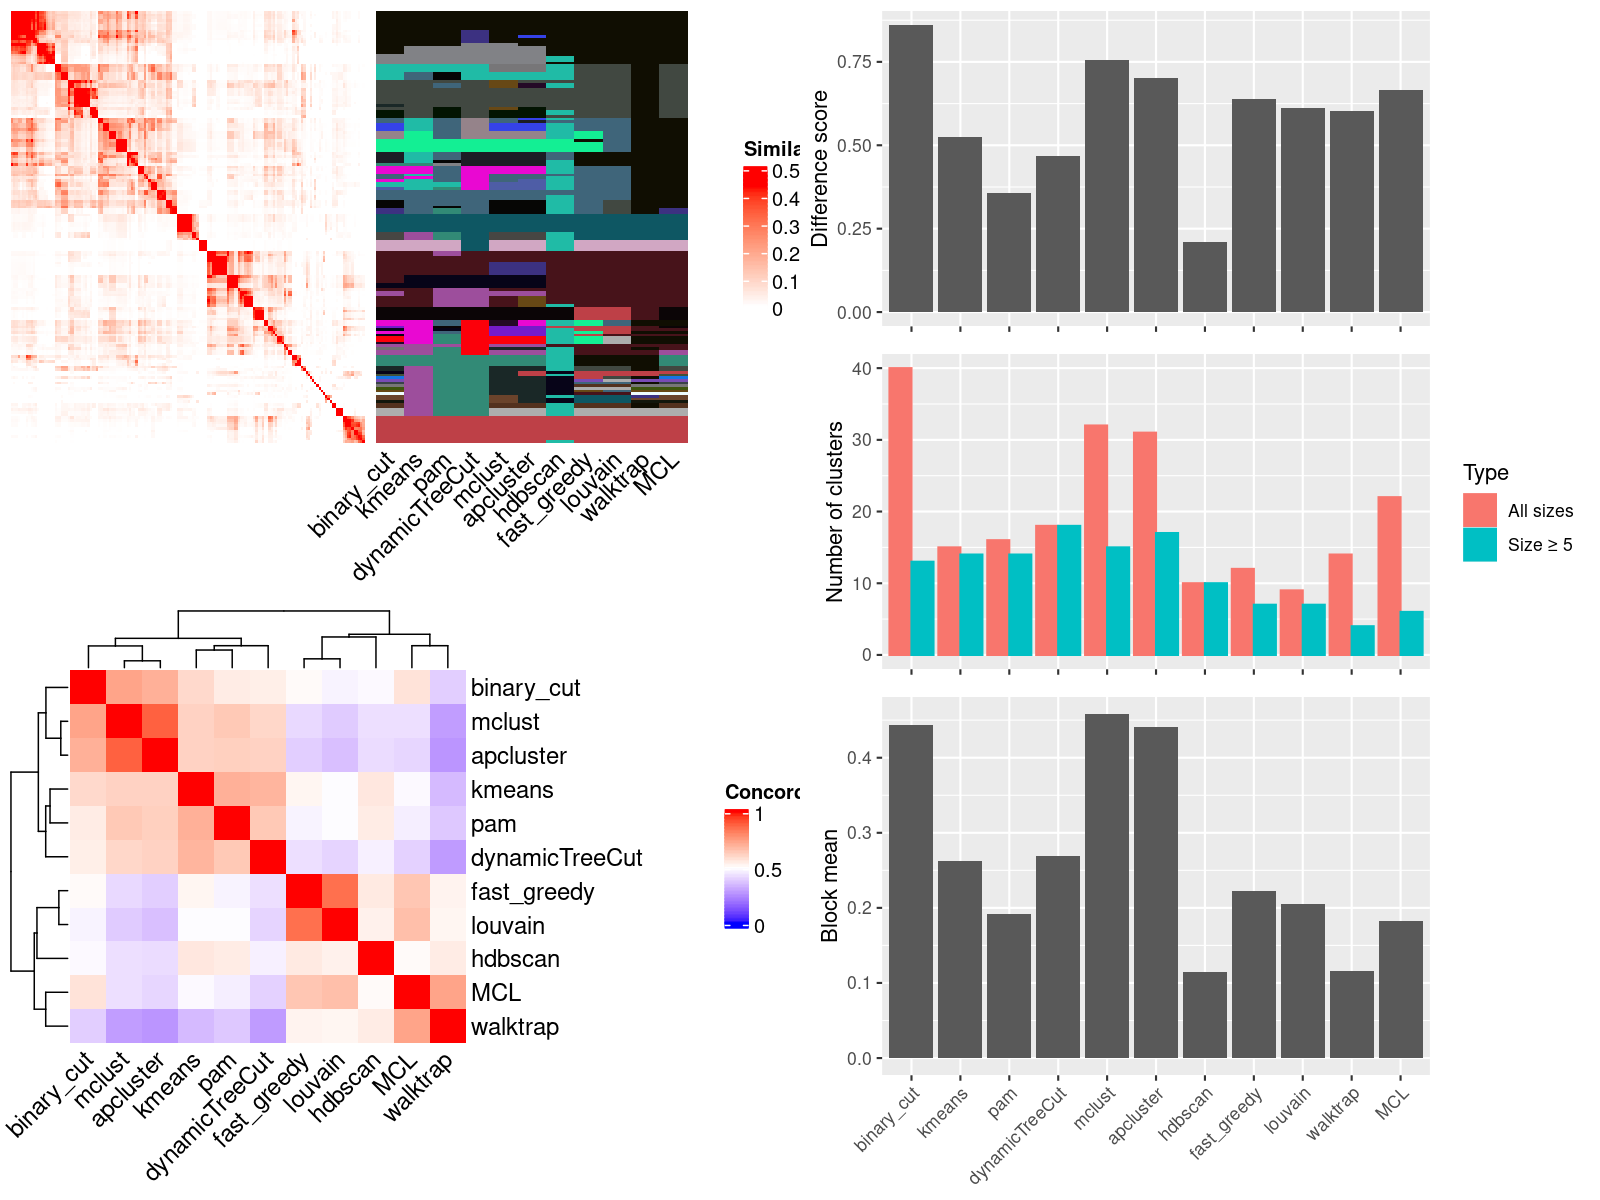 Simila
0.5
0.4
0.3
0.2
0.1
0
binary_cut
kmeans
pam
dynamicTreeCut
mclust
apcluster
hdbscan
fast_greedy
louvain
walktrap
MCL
binary_cut
mclust
apcluster
kmeans
pam
dynamicTreeCut
fast_greedy
louvain
hdbscan
MCL
walktrap
Concord
1
0.5
0
binary_cut
mclust
apcluster
kmeans
pam
dynamicTreeCut
fast_greedy
louvain
hdbscan
MCL
walktrap
Difference score
0.75
0.50
0.25
0.00
Number of clusters
40
30
20
10
0
Type
All sizes
Size ≥ 5
Block mean
0.4
0.3
0.2
0.1
0.0
binary_cut
kmeans
pam
dynamicTreeCut
mclust
apcluster
hdbscan
fast_greedy
louvain
walktrap
MCL